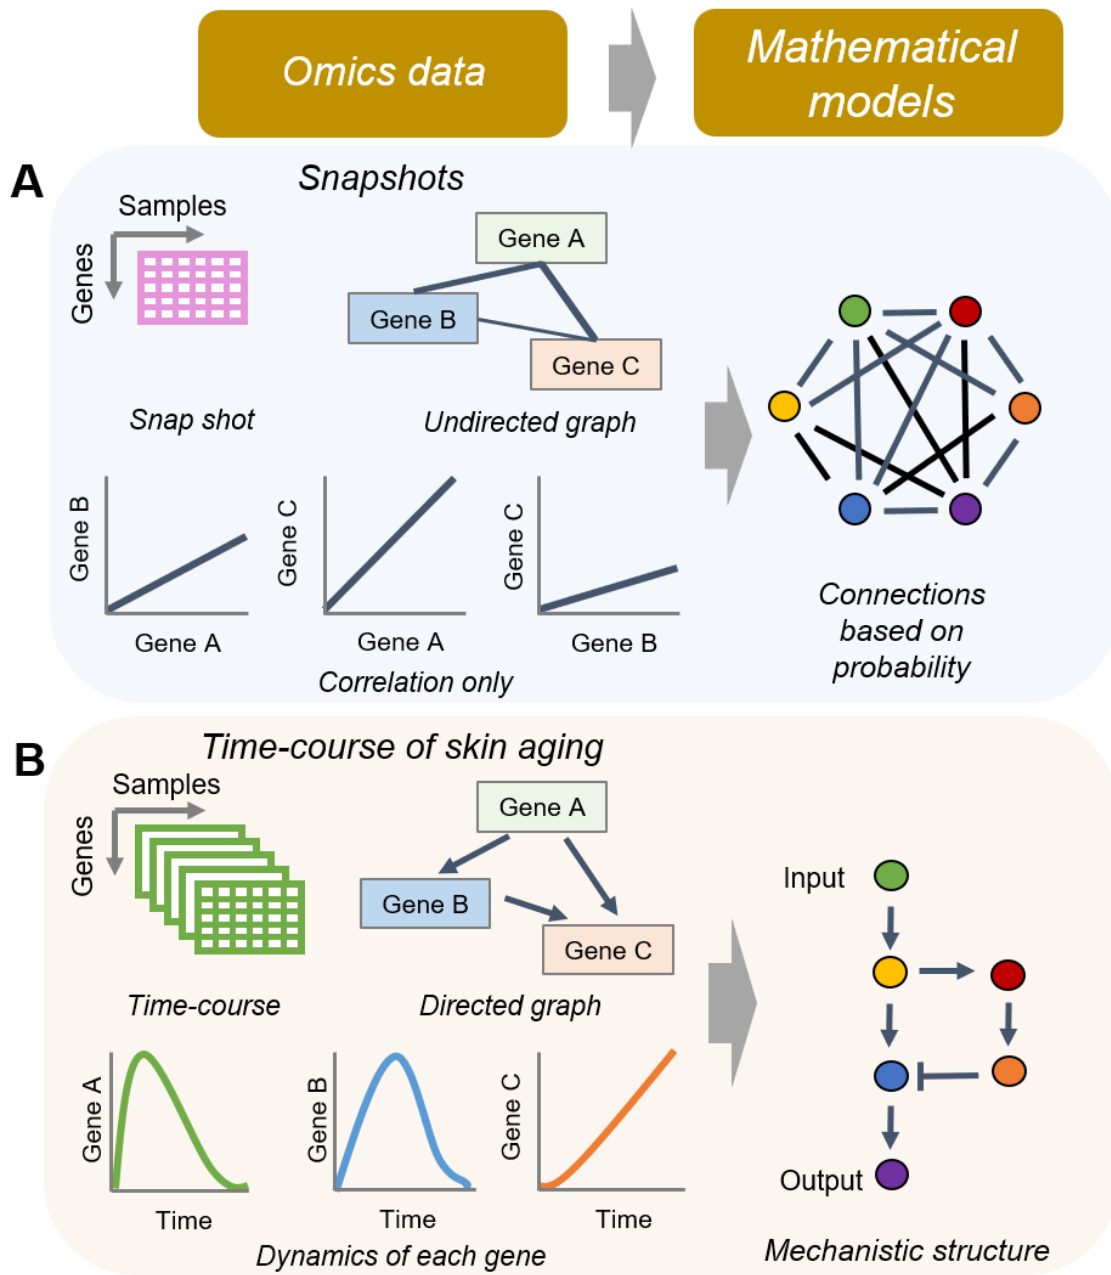 Omics data
Mathematical
models
A
Snapshots
Samples
Genes
Gene A
Gene B
Gene C
Snap shot
Undirected graph
Gene B
Gene A
Gene C
Gene A
Gene C
Gene B
Correlation only
Connections
based on
probability
B
Time-course of skin aging
Samples
Genes
Gene A
Gene B
Gene C
Time-course
Directed graph
Gene A
Time
Gene B
Time
Gene C
Time
Dynamics of each gene
Input
Output
Mechanistic structure